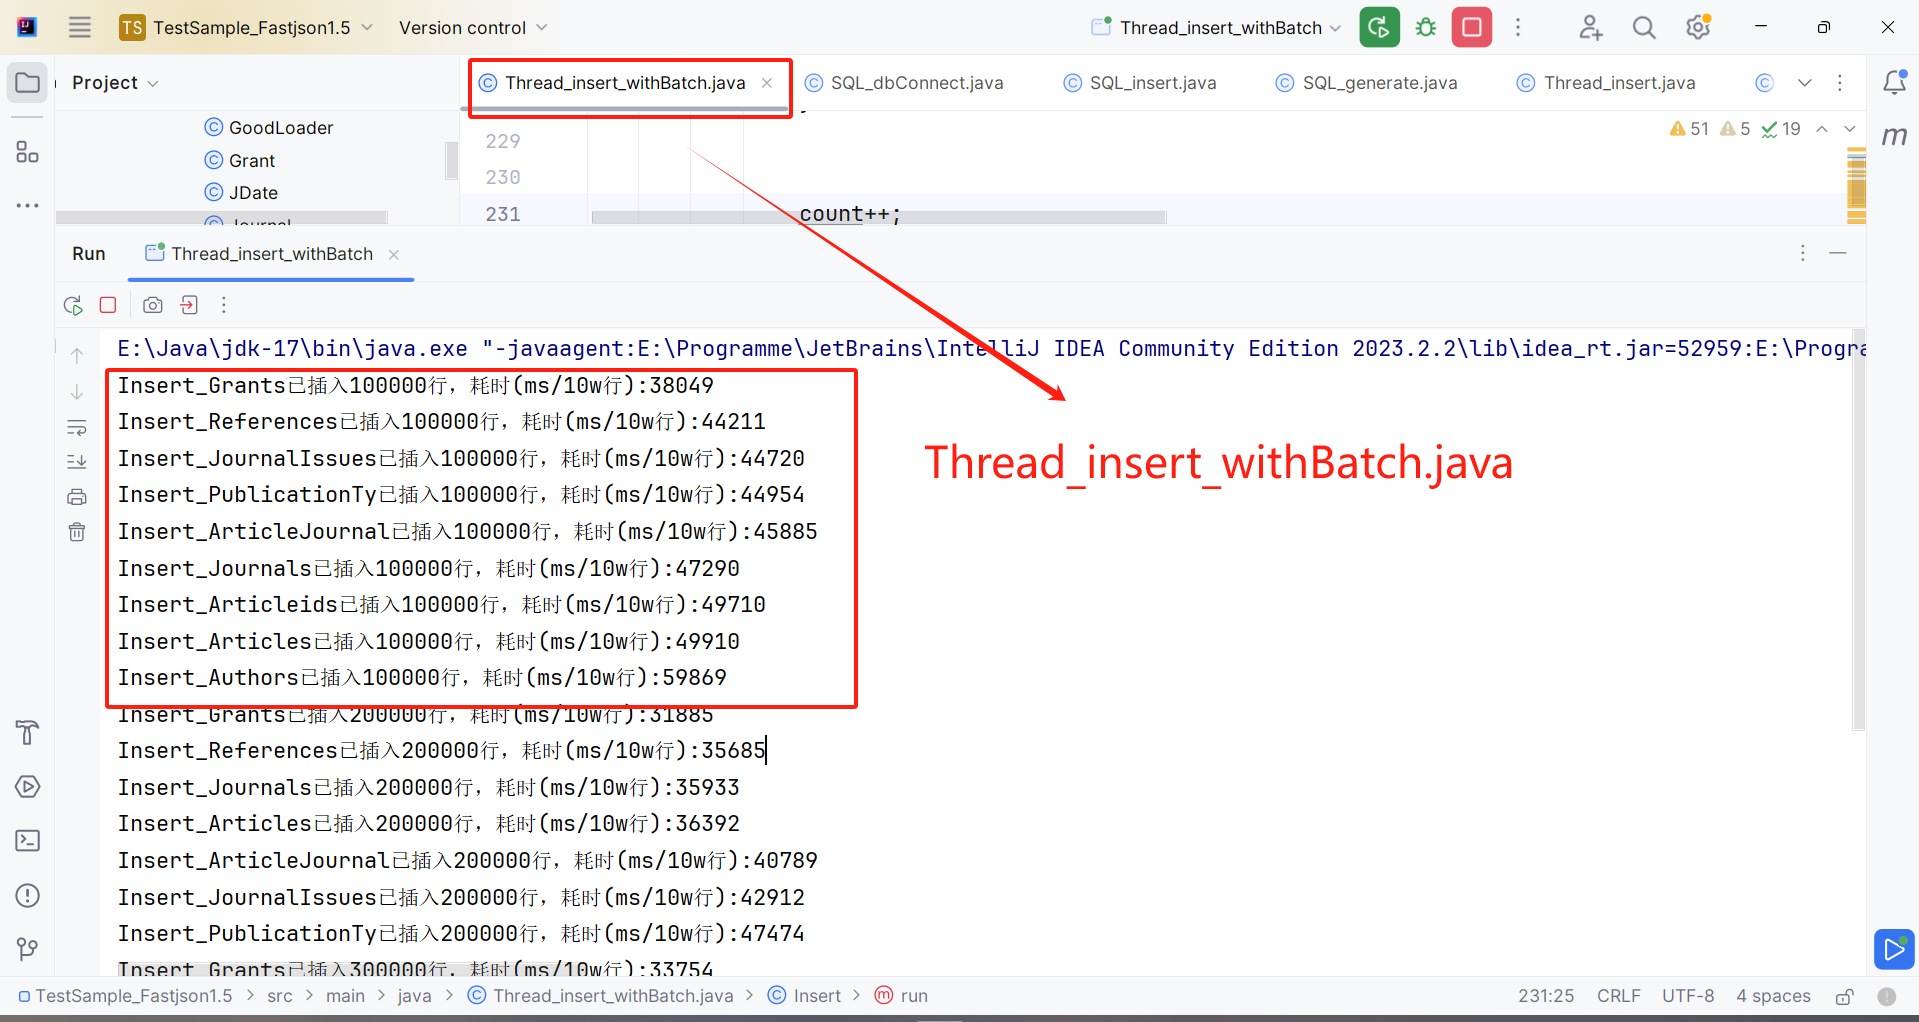 TS TestSample_Fastjson1.5 Version control Thread_insert_withBatch
Project
Thread_insert_withBatch.java SQL_dbConnect.java SQL_insert.java SQL_generate.java Thread_insert.java
GoodLoader
Grant
JDate
Journal
229
51 5 19
230
231 count++;
m
Run Thread_insert_withBatch
E:\Java\jdk-17\bin\java.exe "-javaagent:E:\Programme\JetBrains\IntelliJ IDEA Community Edition 2023.2.2\lib\idea_rt.jar=52959:E:\Progra
Insert_Grants已插入100000行，耗时(ms/10w行):38049
Insert_References已插入100000行，耗时(ms/10w行):44211
Insert_JournalIssues已插入100000行，耗时(ms/10w行):44720
Insert_PublicationTy已插入100000行，耗时(ms/10w行):44954
Insert_ArticleJournal已插入100000行，耗时(ms/10w行):45885
Insert_Journals已插入100000行，耗时(ms/10w行):47290
Insert_Articleids已插入100000行，耗时(ms/10w行):49710
Insert_Articles已插入100000行，耗时(ms/10w行):49910
Insert_Authors已插入100000行，耗时(ms/10w行):59869
Thread_insert_withBatch.java
Insert_Grants已插入200000行，耗时(ms/10w行):31885
Insert_References已插入200000行，耗时(ms/10w行):35685
Insert_Journals已插入200000行，耗时(ms/10w行):35933
Insert_Articles已插入200000行，耗时(ms/10w行):36392
Insert_ArticleJournal已插入200000行，耗时(ms/10w行):40789
Insert_JournalIssues已插入200000行，耗时(ms/10w行):42912
Insert_PublicationTy已插入200000行，耗时(ms/10w行):47474
Insert_Grants已插入300000行，耗时(ms/10w行):33754
TestSample_Fastjson1.5 > src > main > java > Thread_insert_withBatch.java > Insert > run 231:25 CRLF UTF-8 4 spaces